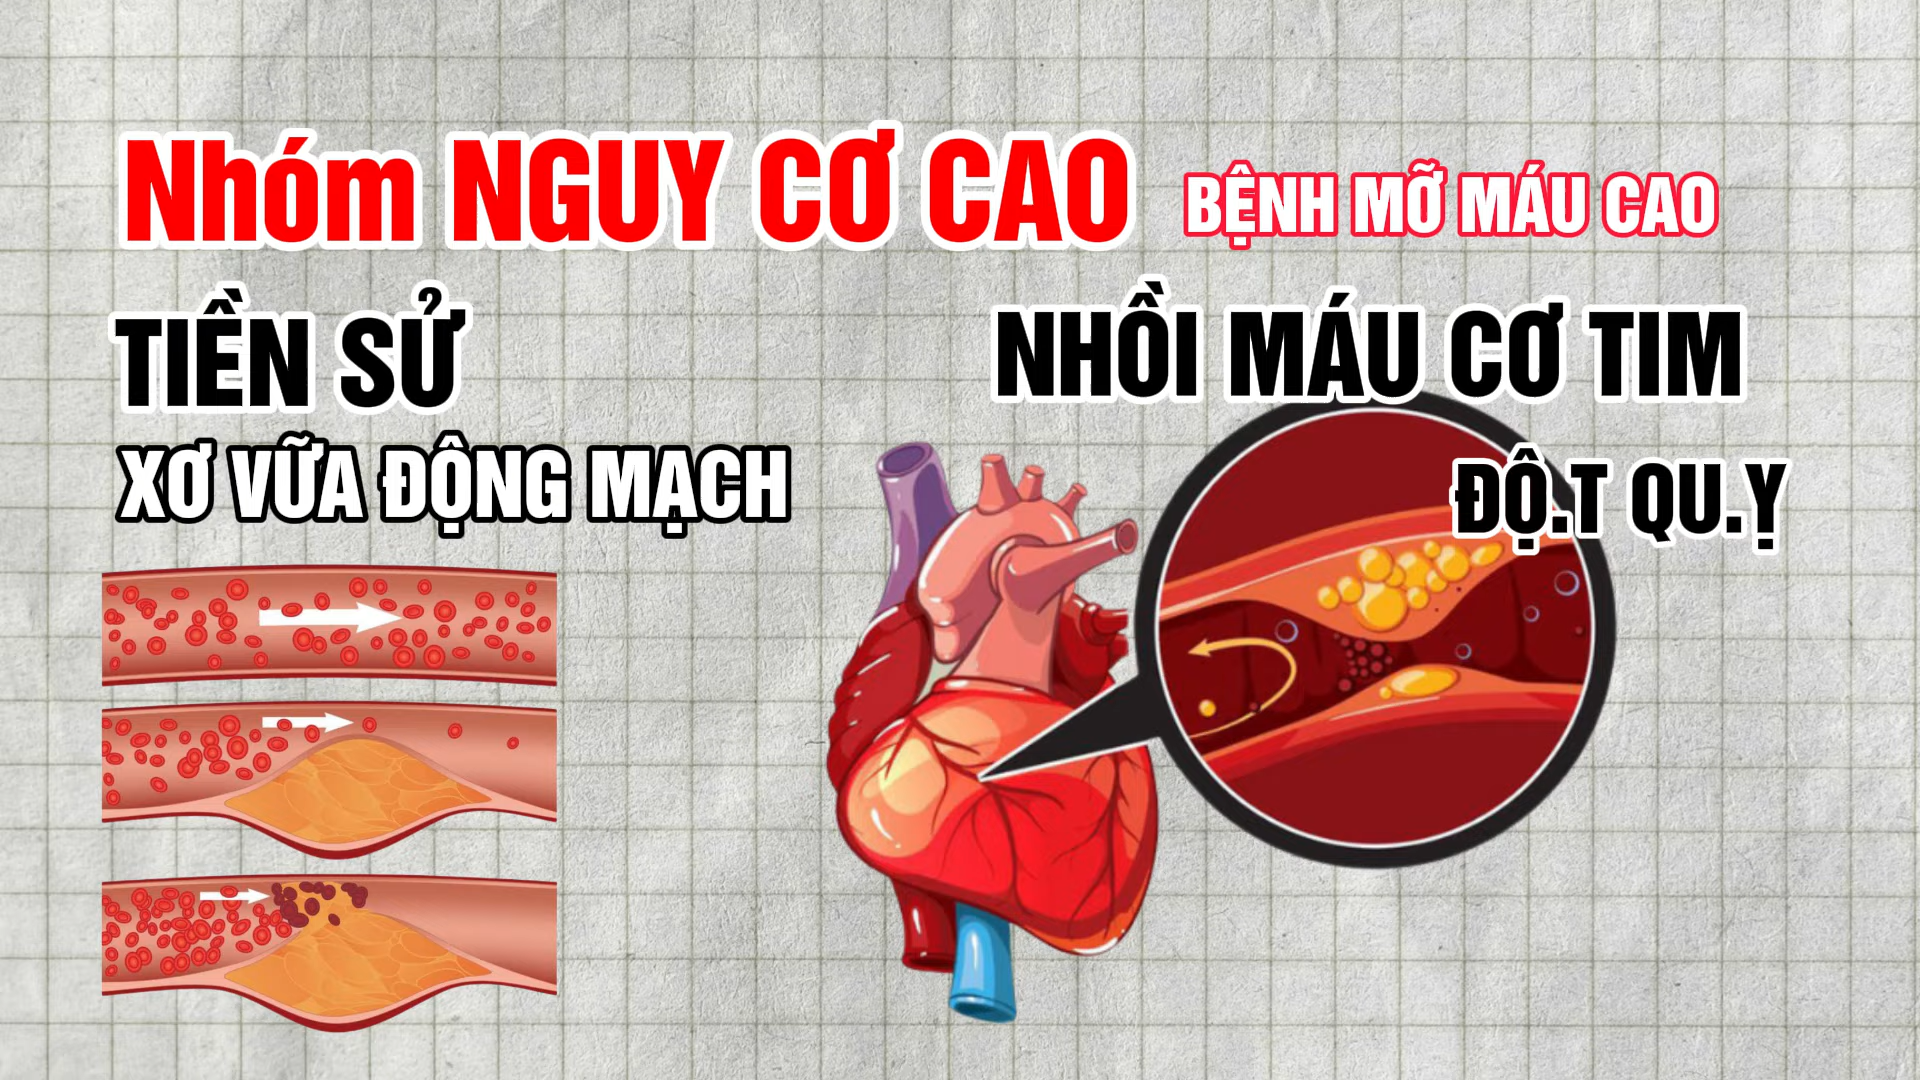 Nhóm NGUY CƠ CAO
BỆNH MỠ MÁU CAO
TIỀN SỬ
XƠ VỮA ĐỘNG MẠCH
NHỒI MÁU CƠ TIM
ĐỘ.T QU.Ỵ